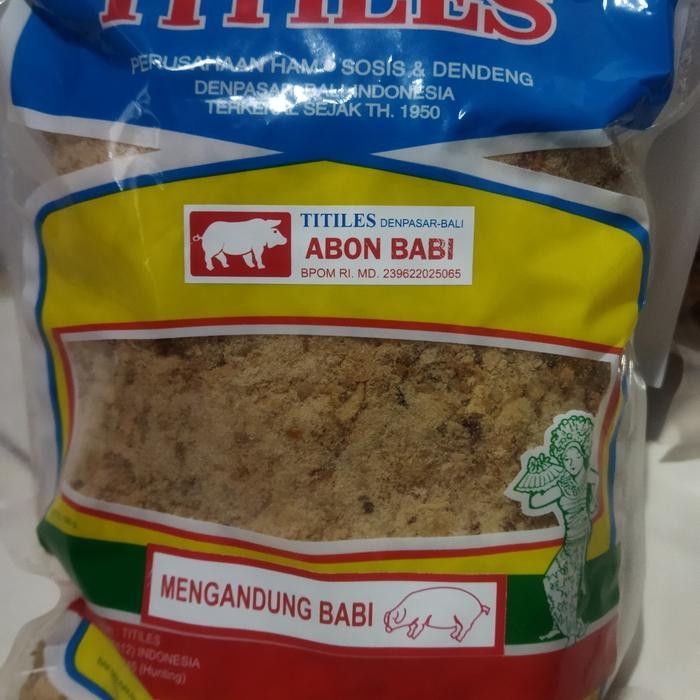 TITILES
PERUSAHAAN HAM, SOSIS & DENDENG
DENPASAR-BALI INDONESIA
TERKENAL SEJAK TH. 1950
TITILES DENPASAR-BALI
ABON BABI
BPOM RI. MD. 239622025065
MENGANDUNG BABI
TITILES
INDONESIA
(Hunting)